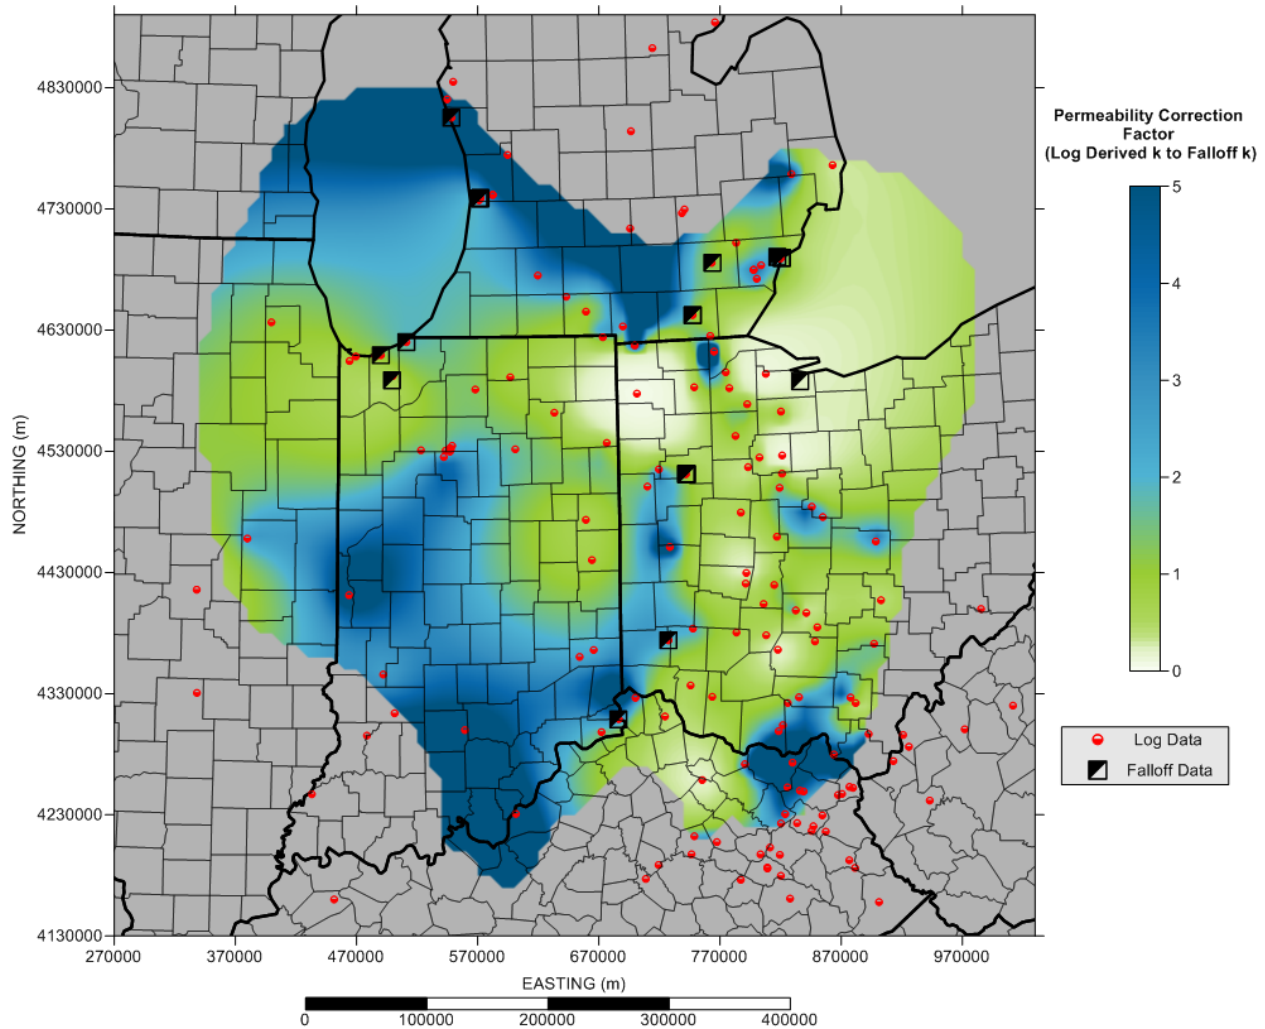 4830000
4730000
4630000
4530000
4430000
4330000
4230000
4130000
NORTHING (m)
270000 370000 470000 570000 670000 770000 870000 970000
EASTING (m)
0 100000 200000 300000 400000
Permeability Correction
Factor
(Log Derived k to Falloff k)
5
4
3
2
1
0
Log Data
Falloff Data